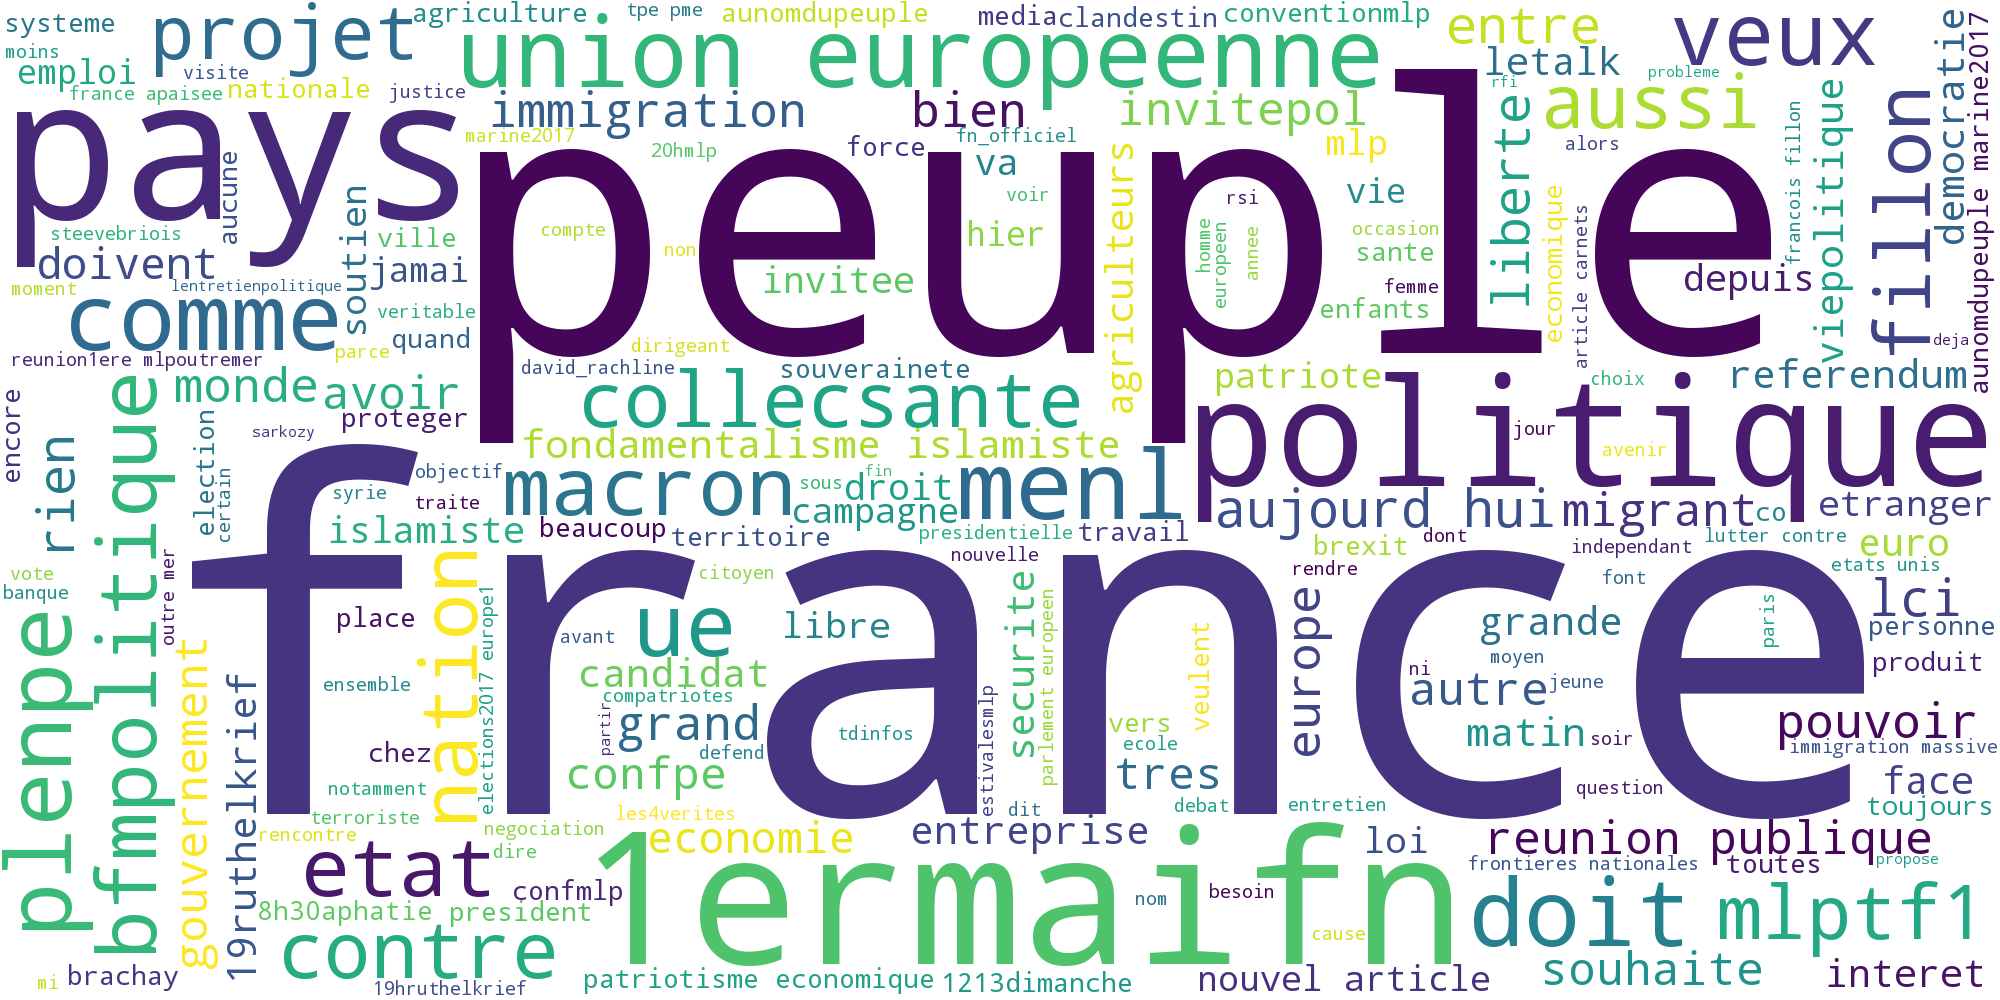 systeme
projet
agriculture
tpe pme
aunomdupeuple
media
clandestin
conventionmlp
entre
veux
moins
emploi
visite
france apaisee
nationale
justice
union europeenne
immigration
marine2017
20hmlp
bien
force
fn_officiel
va
voir
invitepol
mlp
vie
letalk
rfi
probleme
aussi
alors
liberte
fillon
democratie
aunomdupeuple marine2017
viepolitique
francois fillon
pays
peuple
aucune
steevebriois
doivent
moment
lentretienpolitique
comme
soutien
ville
jamai
veritable
quand
parce
reunion1ere mlpoutremer
compte
non
invitee
hier
agriculteurs
dirigeant
david_rachline
souverainete
rsi
homme
europeen
annee
occasion
sante
femme
enfants
economique
article carnets
depuis
deja
choix
referendum
patriote
monde
avoir
proteger
collecsante
politique
encore
rien
bfmpolitique
election
certain
sarkozy
fondamentalisme islamiste
objectif
syrie
traite
islamiste
macron
beaucoup
territoire
sous
fin
droit
campagne
menl
presidentielle
nouvelle
travail
jour
avenir
aujourd hui
migrant
co
etranger
brexit
dont
independant
lutter contre
euro
rendre
font
etats unis
vote
banque
outre mer
france
plenpe
gouvernement
19ruthelkrief
place
ensemble
chez
notamment
terroriste
rencontre
nation
elections2017 europe1
citoyen
avant
ue
libre
candidat
compatriotes
partir
grand
defend
tdinfos
confpe
les4verites
estivalesmlp
securite
parlement europeen
dit
vers
ecole
tres
debat
veulent
entretien
europe
grande
moyen
ni
autre
jeune
matin
soir
question
paris
lci
personne
produit
pouvoir
immigration massive
face
toujours
etat
negociation
dire
economie
entreprise
loi
reunion publique
frontieres nationales
toutes
propose
confmlp
8h30aphatie
president
1ermaifn
nom
besoin
cause
doit
mlptf1
contre
mi
brachay
19hruthelkrief
patriotisme economique
1213dimanche
nouvel article
souhaite
interet